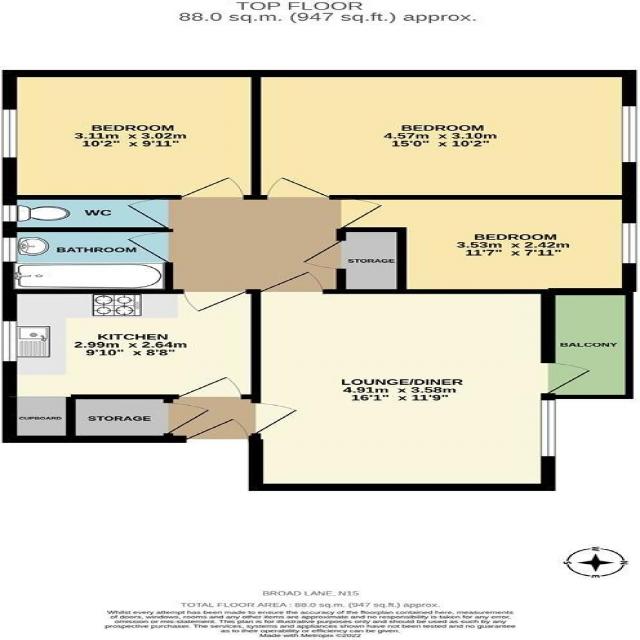 TOP FLOOR
88.0 sq.m. (947 sq.ft.) approx.
BEDROOM
3.11m x 3.02m
10'2" x 9'11"
BEDROOM
4.57m x 3.10m
15'0" x 10'2"
WC
BATHROOM
BEDROOM
3.53m x 2.42m
11'7" x 7'11"
STORAGE
KITCHEN
2.99m x 2.64m
9'10" x 8'8"
BALCONY
LOUNGE/DINER
4.91m x 3.58m
16'1" x 11'9"
CUPBOARD
STORAGE
BROAD LANE, N15
TOTAL FLOOR AREA : 88.0 sq.m. (947 sq.ft.) approx.
Whilst every attempt has been made to ensure the accuracy of the floorplan contained here, measurements
of doors, windows, rooms and any other items are approximate and no responsibility is taken for any error,
omission or mis-statement. This plan is for illustrative purposes only and should be used as such by any
prospective purchaser. The services, systems and appliances shown have not been tested and no guarantee
as to their operability or efficiency can be given.
Made with Metropix ©2022